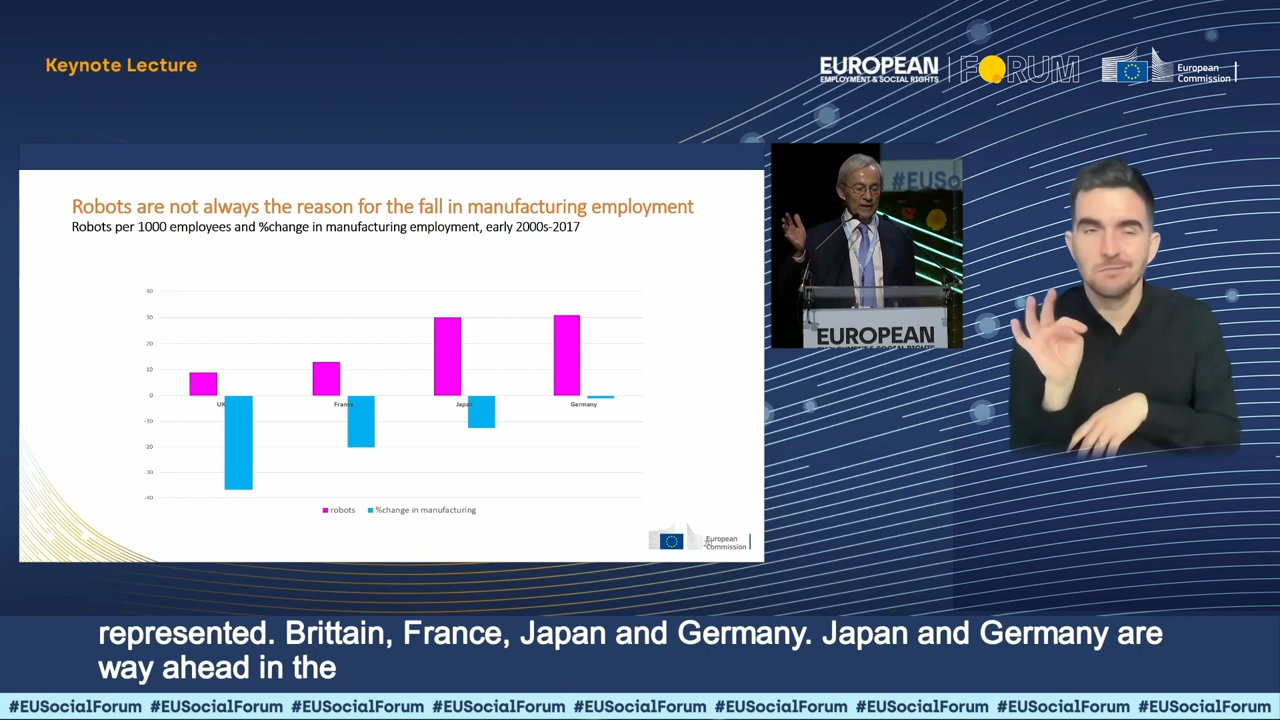 Keynote Lecture
EUROPEAN
EMPLOYMENT & SOCIAL RIGHTS
FORUM
European
Commission
Robots are not always the reason for the fall in manufacturing employment
Robots per 1000 employees and %change in manufacturing employment, early 2000s-2017
40
30
20
10
0
-10
-20
-30
-40
UK
France
Japan
Germany
robots
%change in manufacturing
European
Commission
#EUSo
EUROPEAN
EMPLOYMENT & SOCIAL RIGHTS
represented. Brittain, France, Japan and Germany. Japan and Germany are
way ahead in the
#EUSocialForum #EUSocialForum #EUSocialForum #EUSocialForum #EUSocialForum #EUSocialForum #EUSocialForum #EUSocialForum #EUSocialForum